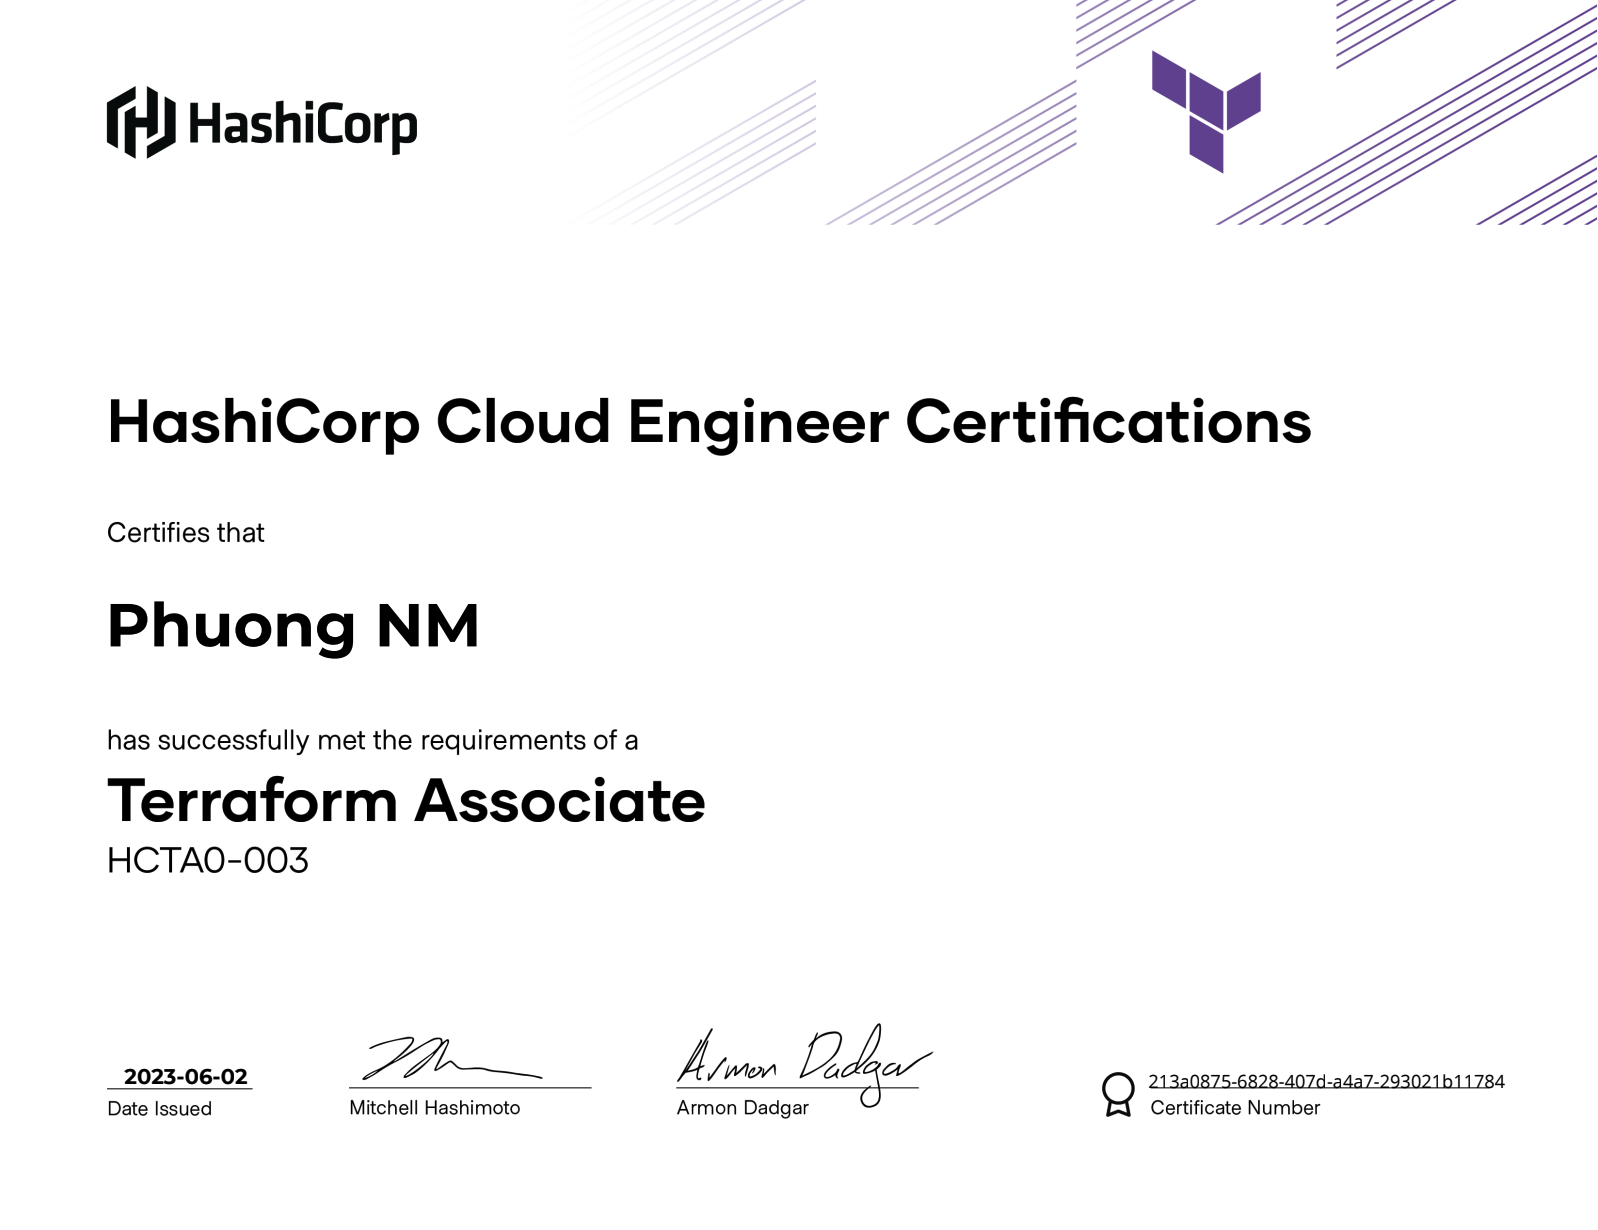 HashiCorp
HashiCorp Cloud Engineer Certifications
Certifies that
Phuong NM
has successfully met the requirements of a
Terraform Associate
HCTA0-003
2023-06-02
Date Issued
Mitchell Hashimoto
Armon Dadgar
Armon Dadgar
213a0875-6828-407d-a4a7-293021b11784
Certificate Number